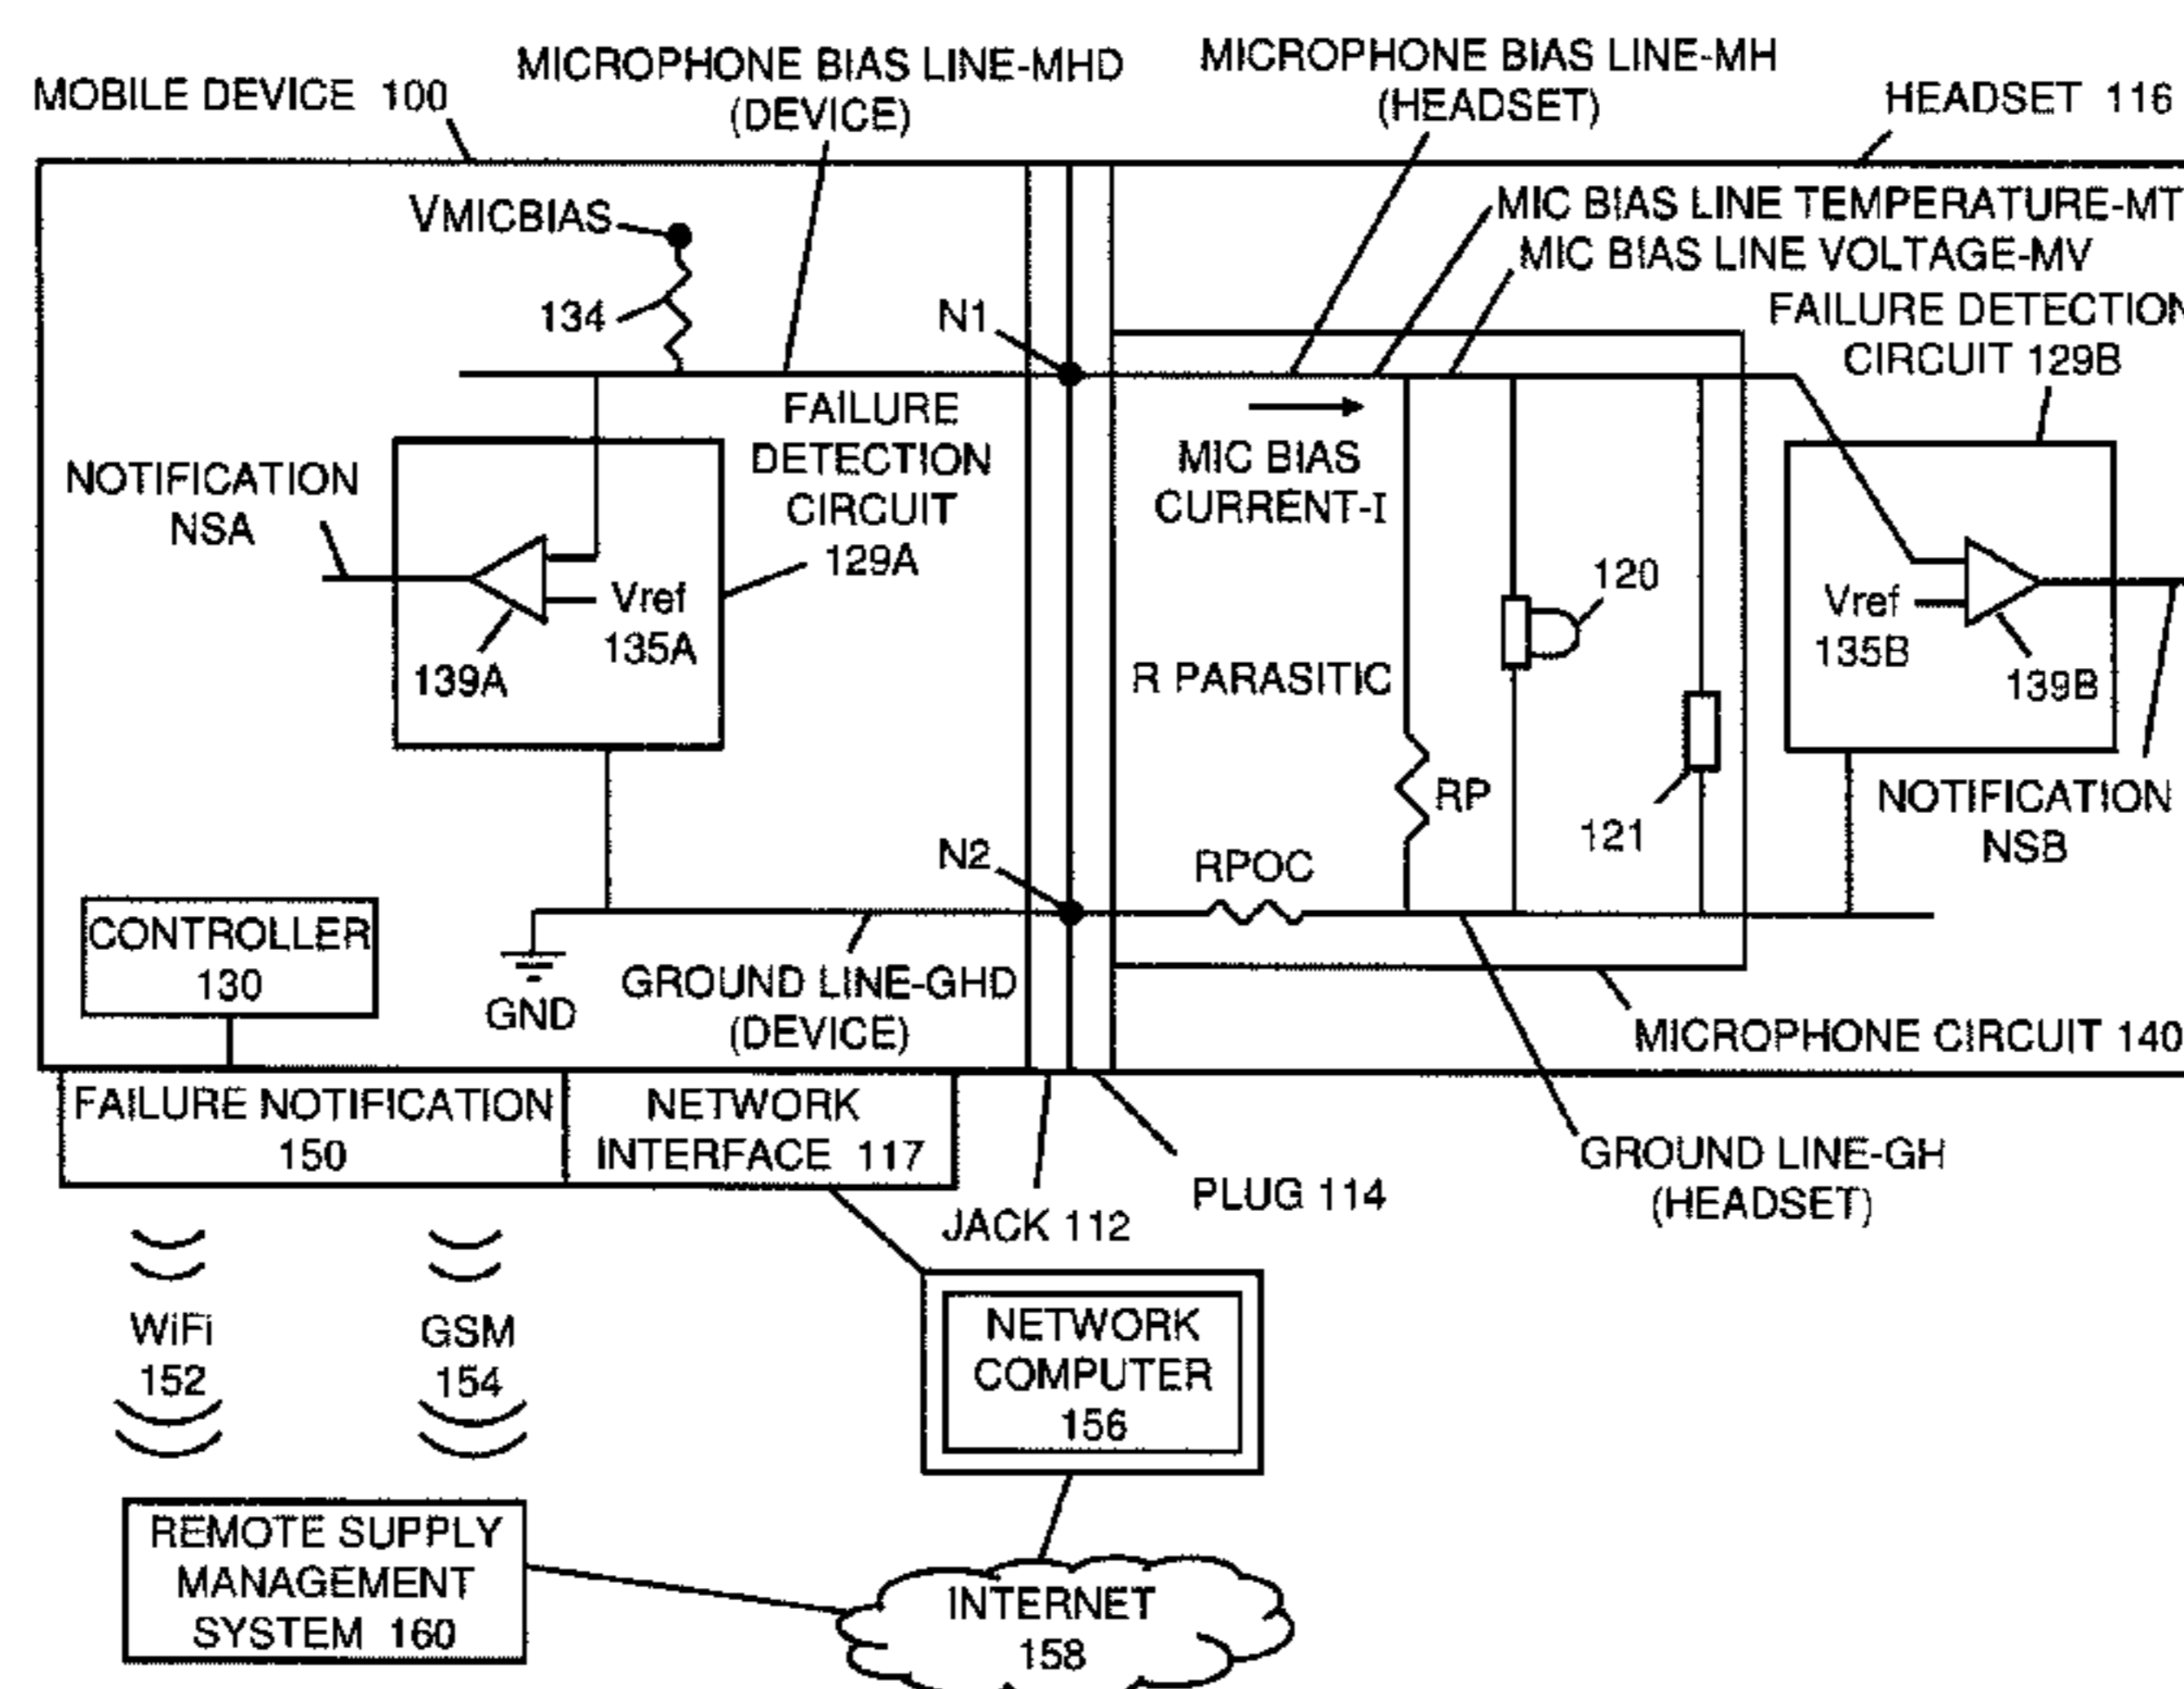 MOBILE DEVICE 100
MICROPHONE BIAS LINE-MHD
(DEVICE)
MICROPHONE BIAS LINE-MH
(HEADSET)
HEADSET 116
VMICBIAS
134
N1
MIC BIAS LINE TEMPERATURE-MT
MIC BIAS LINE VOLTAGE-MV
FAILURE DETECTION
CIRCUIT 129B
NOTIFICATION
NSA
FAILURE
DETECTION
CIRCUIT
129A
Vref
135A
139A
MIC BIAS
CURRENT-I
R PARASITIC
RP
120
121
Vref
135B
139B
NOTIFICATION
NSB
N2
RPOC
CONTROLLER
130
GND
GROUND LINE-GHD
(DEVICE)
MICROPHONE CIRCUIT 140
FAILURE NOTIFICATION
150
NETWORK
INTERFACE 117
JACK 112
PLUG 114
GROUND LINE-GH
(HEADSET)
WiFi
152
GSM
154
NETWORK
COMPUTER
156
REMOTE SUPPLY
MANAGEMENT
SYSTEM 160
INTERNET
158